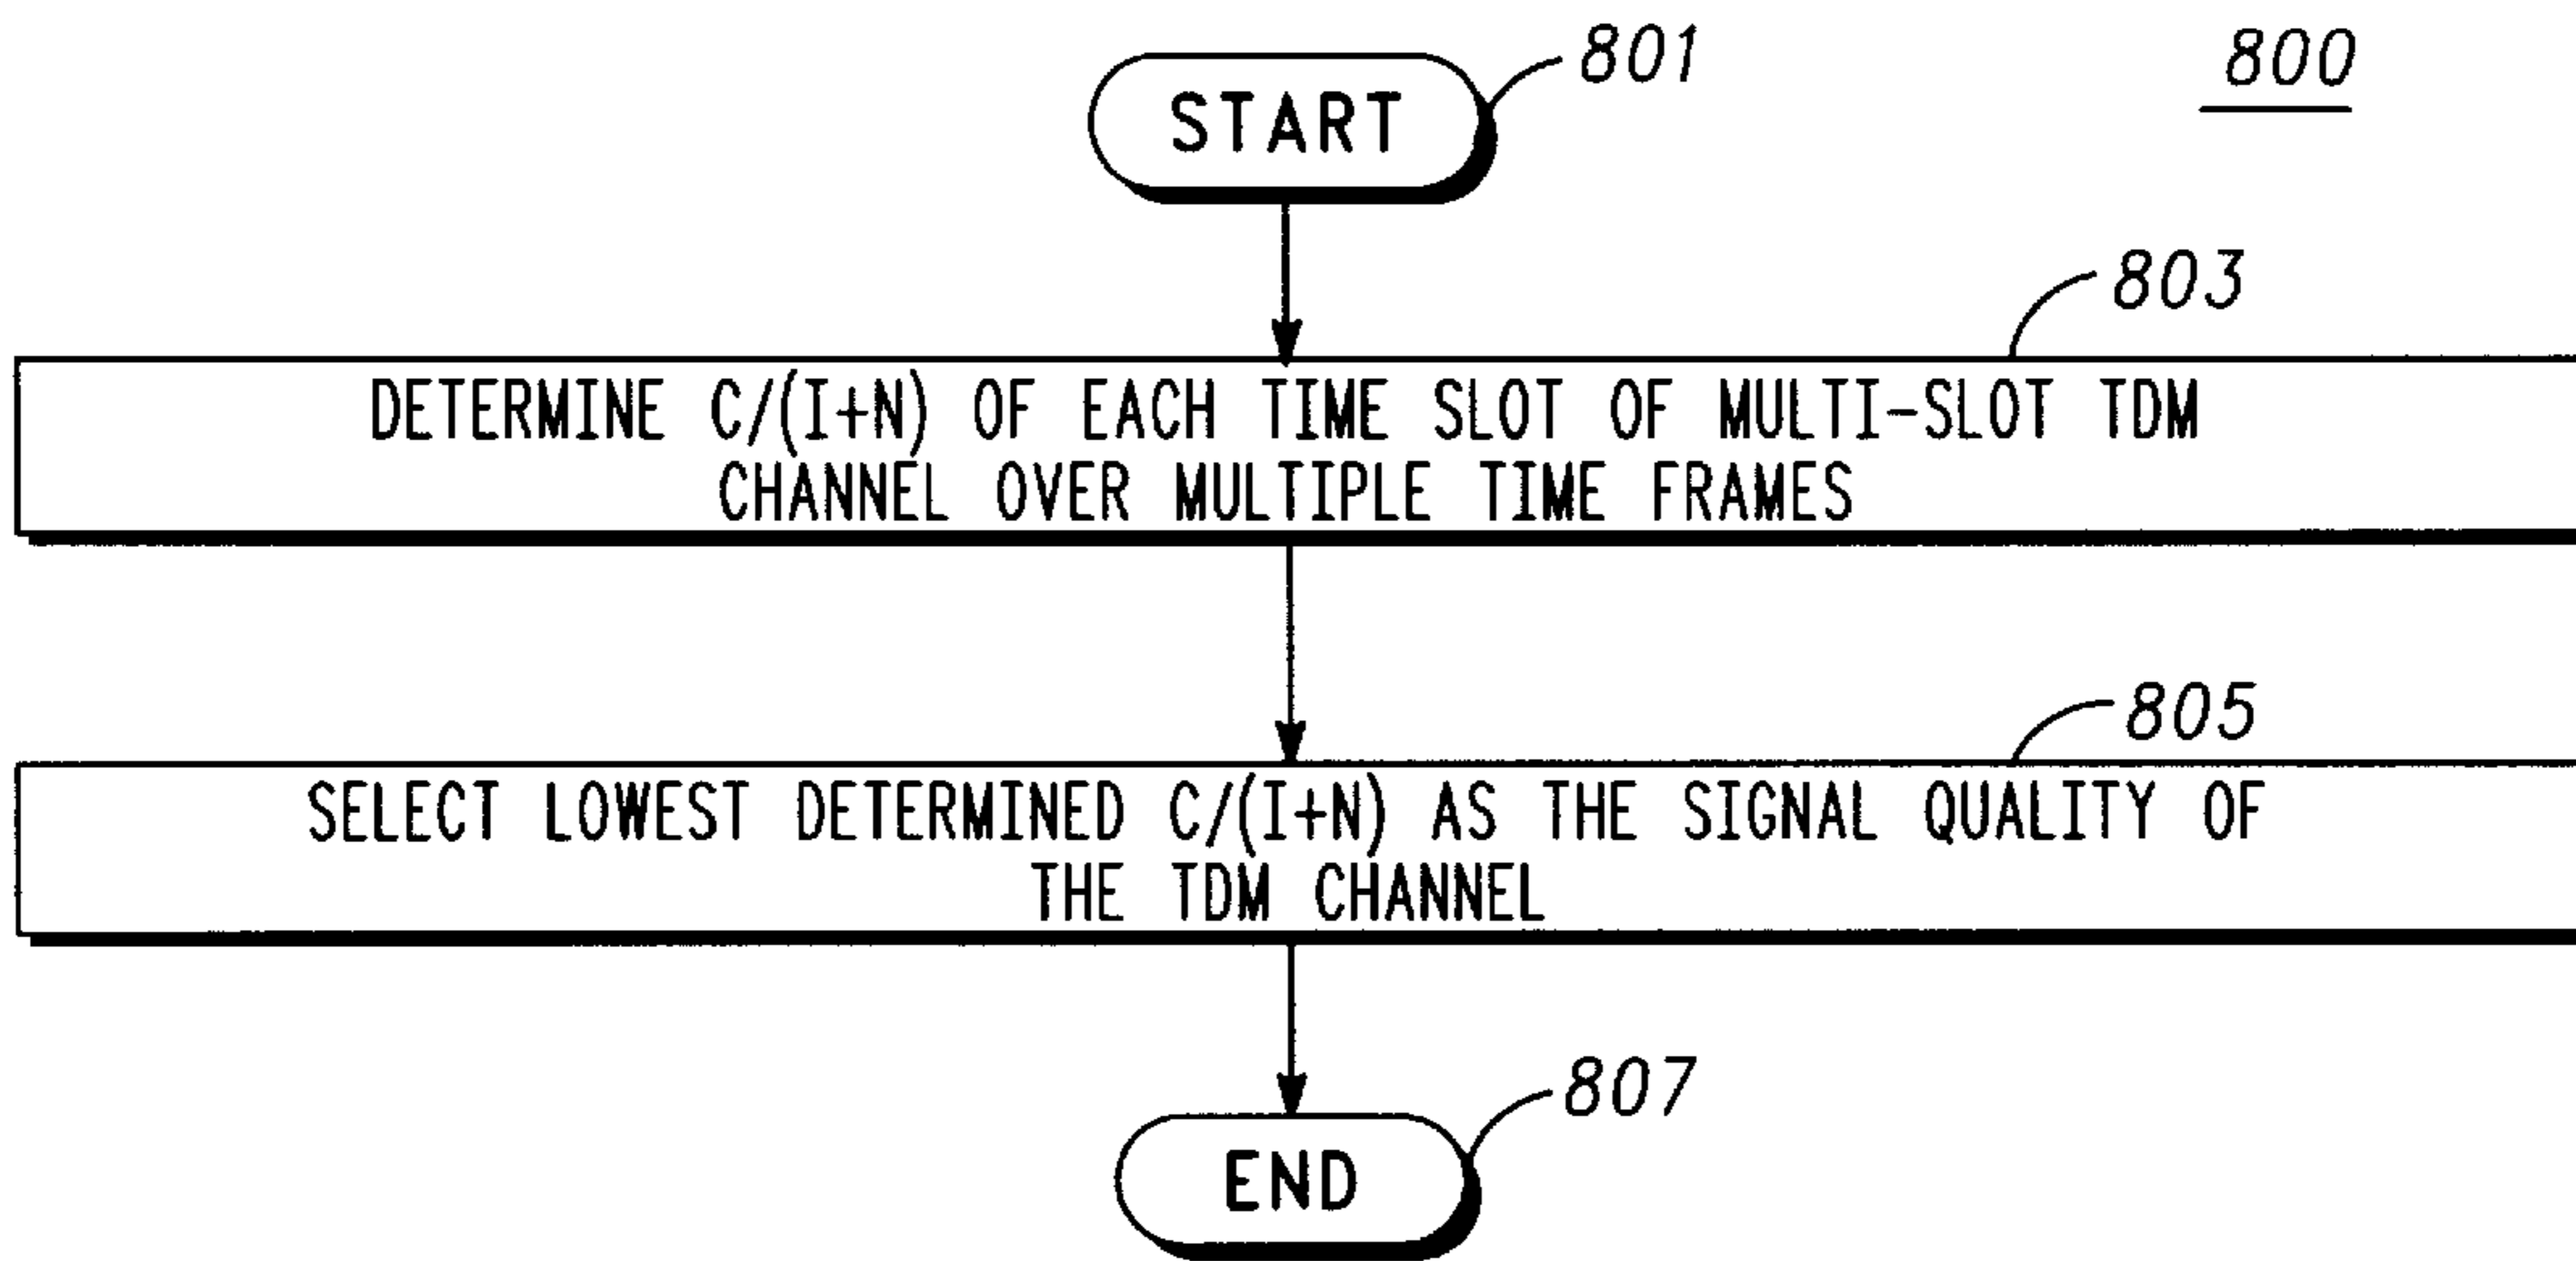 800
START
801
803
DETERMINE C/(I+N) OF EACH TIME SLOT OF MULTI-SLOT TDM
CHANNEL OVER MULTIPLE TIME FRAMES
805
SELECT LOWEST DETERMINED C/(I+N) AS THE SIGNAL QUALITY OF
THE TDM CHANNEL
807
END